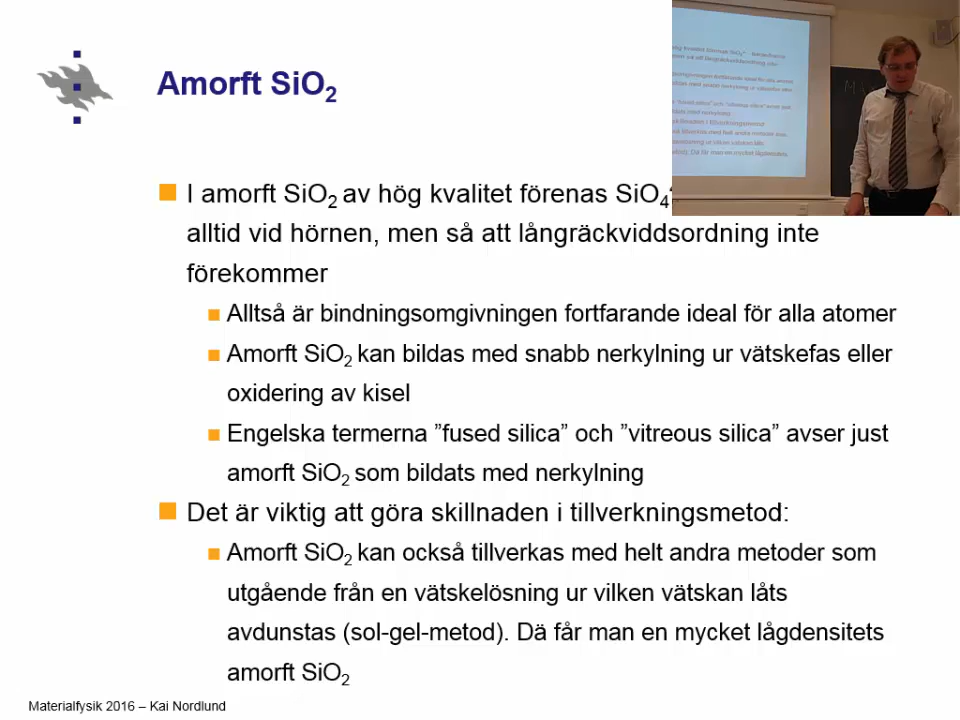 Amorft SiO₂
I amorft SiO₂ av hög kvalitet förenas SiO₄
alltid vid hörnen, men så att långräckviddsordning inte
förekommer
Alltså är bindningsomgivningen fortfarande ideal för alla atomer
Amorft SiO₂ kan bildas med snabb nerkylning ur vätskefas eller
oxidering av kisel
Engelska termerna ”fused silica” och ”vitreous silica” avser just
amorft SiO₂ som bildats med nerkylning
Det är viktig att göra skillnaden i tillverkningsmetod:
Amorft SiO₂ kan också tillverkas med helt andra metoder som
utgående från en vätskelösning ur vilken vätskan låts
avdunstas (sol-gel-metod). Dä får man en mycket lågdensitets
amorft SiO₂
Materialfysik 2016 – Kai Nordlund